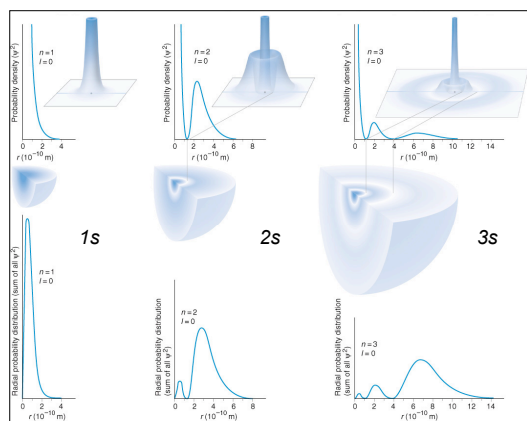 Probability density (ψ²)
n = 1
l = 0
0 2 4
r (10⁻¹⁰ m)
Probability density (ψ²)
n = 2
l = 0
0 2 4 6 8
r (10⁻¹⁰ m)
Probability density (ψ²)
n = 3
l = 0
0 2 4 6 8 10 12 14
r (10⁻¹⁰ m)
1s
2s
3s
Radial probability distribution (sum of all ψ²)
n = 1
l = 0
0 2 4
r (10⁻¹⁰ m)
Radial probability distribution
(sum of all ψ²)
n = 2
l = 0
0 2 4 6 8
r (10⁻¹⁰ m)
Radial probability distribution
(sum of all ψ²)
n = 3
l = 0
0 2 4 6 8 10 12 14
r (10⁻¹⁰ m)